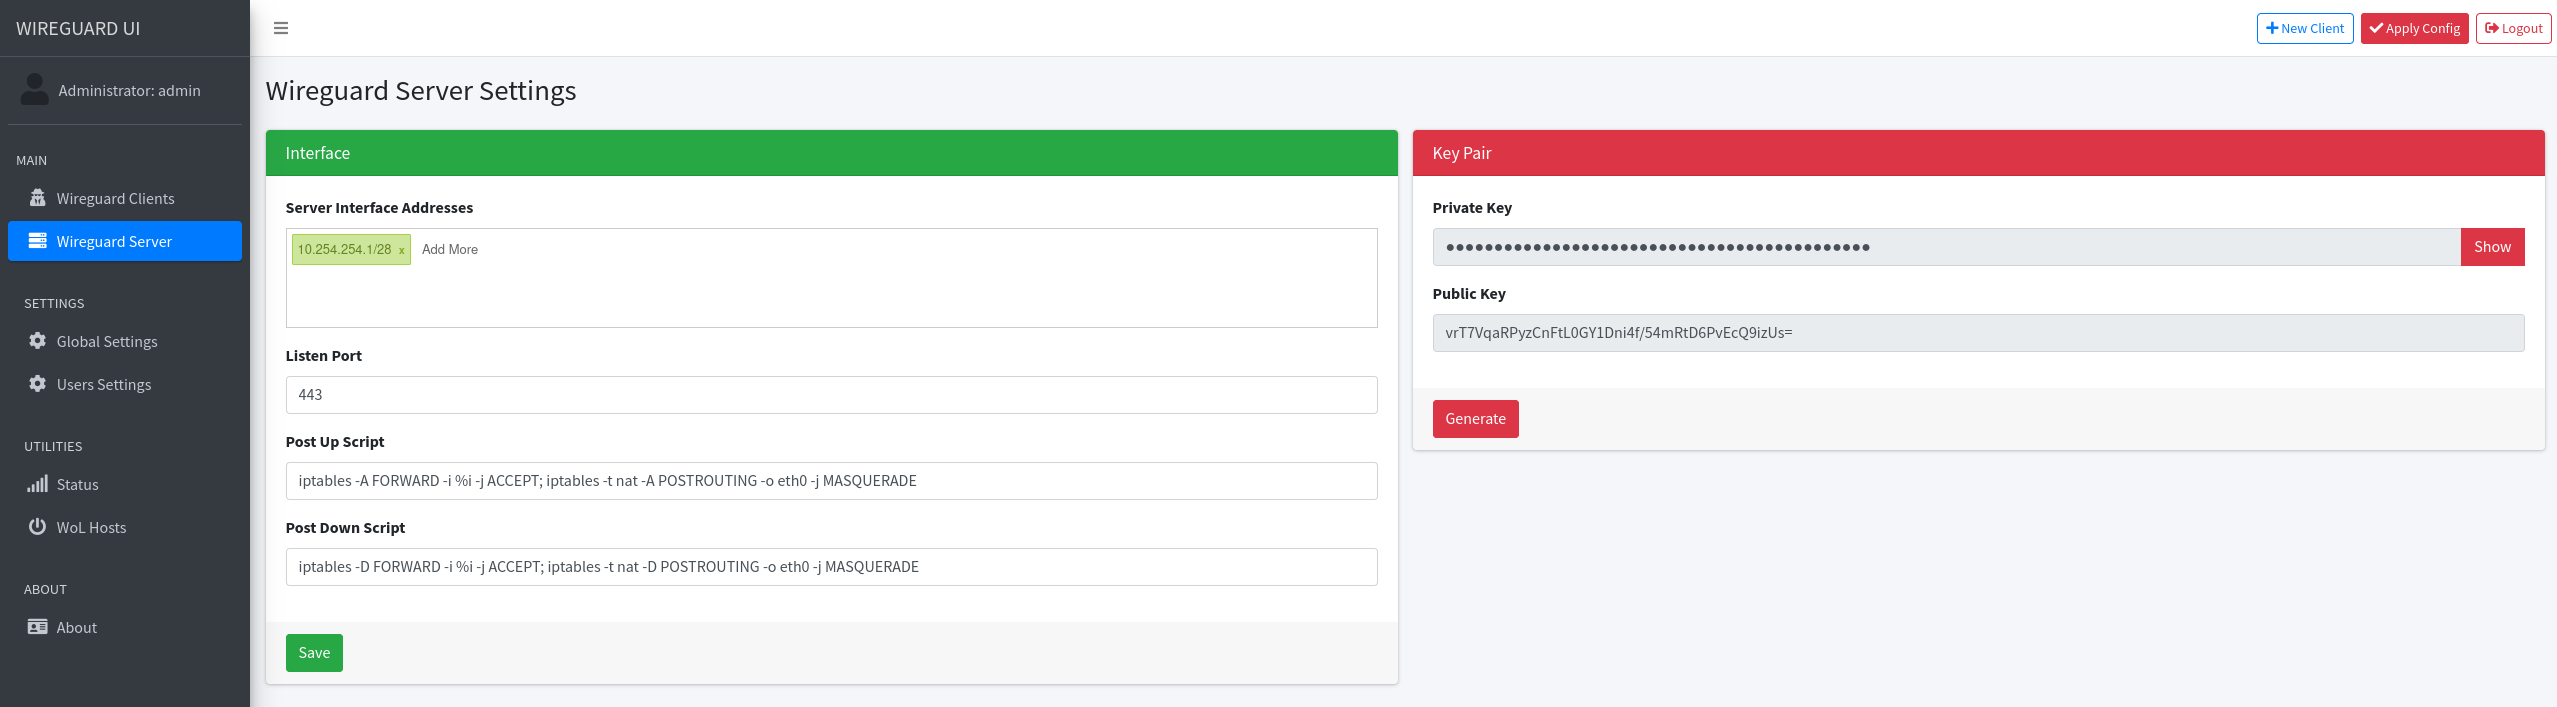 WIREGUARD UI
New Client
Apply Config
Logout
Administrator: admin
MAIN
Wireguard Clients
Wireguard Server
SETTINGS
Global Settings
Users Settings
UTILITIES
Status
WoL Hosts
ABOUT
About
Wireguard Server Settings
Interface
Server Interface Addresses
10.254.254.1/28 x Add More
Listen Port
443
Post Up Script
iptables -A FORWARD -i %i -j ACCEPT; iptables -t nat -A POSTROUTING -o eth0 -j MASQUERADE
Post Down Script
iptables -D FORWARD -i %i -j ACCEPT; iptables -t nat -D POSTROUTING -o eth0 -j MASQUERADE
Save
Key Pair
Private Key
••••••••••••••••••••••••••••••••••••••••••••
Show
Public Key
vrT7VqaRPyzCnFtL0GY1Dni4f/54mRtD6PvEcQ9izUs=
Generate